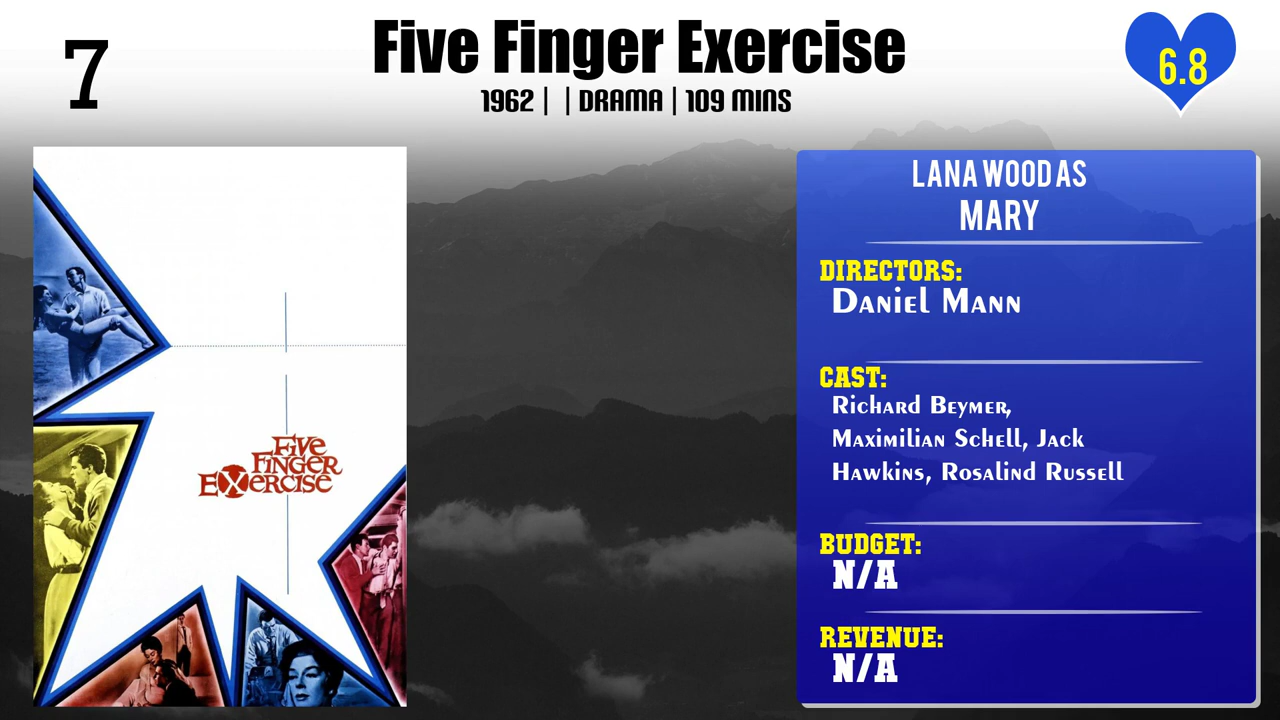 7
Five Finger Exercise
6.8
1962 | | DRAMA | 109 MINS
FIVE
FINGER
EXERCISE
LANA WOOD AS
MARY
DIRECTORS:
Daniel Mann
CAST:
Richard Beymer,
Maximilian Schell, Jack
Hawkins, Rosalind Russell
BUDGET:
N/A
REVENUE:
N/A